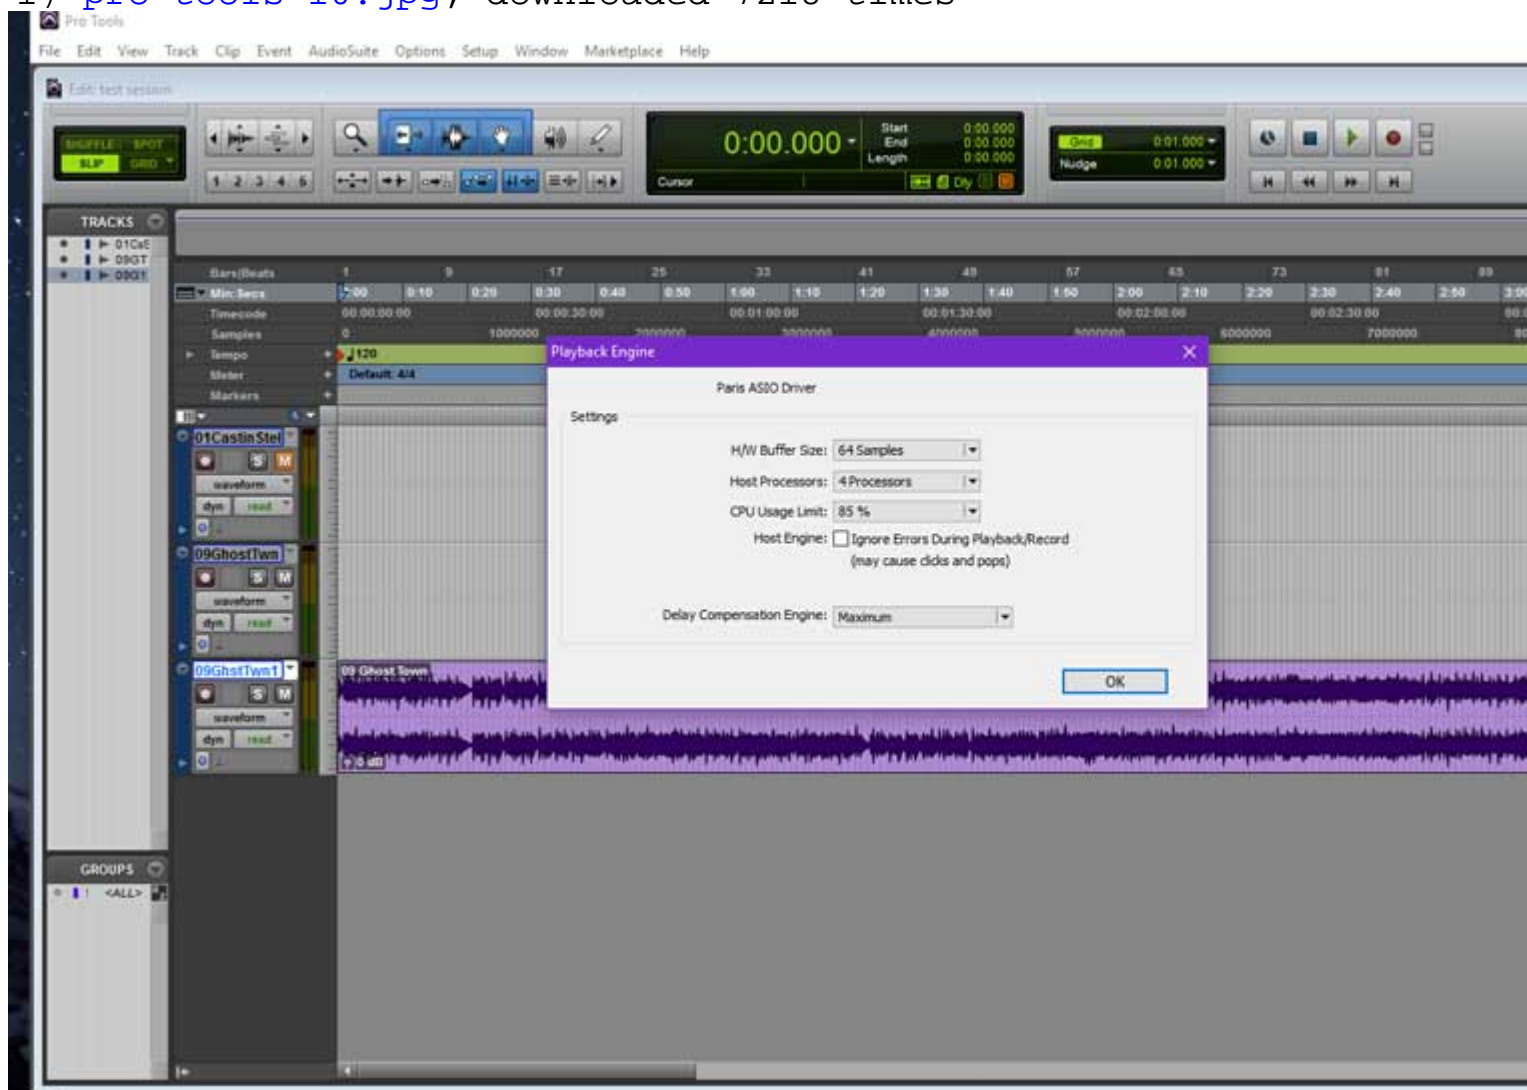 Pro Tools
File Edit View Track Clip Event AudioSuite Options Setup Window Marketplace Help
Edit: test session
SHUFFLE SPOT
SLIP GRID
1 2 3 4 5
0:00.000
Start 0:00.000
End 0:00.000
Length 0:00.000
Cursor
Dly
Grid 0:01.000
Nudge 0:01.000
TRACKS
01CaS
09GT
09GT
Bars|Beats 1 9 17 25 33 41 49 57 65 73 81 89
Min:Secs 0:00 0:10 0:20 0:30 0:40 0:50 1:00 1:10 1:20 1:30 1:40 1:50 2:00 2:10 2:20 2:30 2:40 2:50 3:00
Timecode 00:00:00:00 00:00:30:00 00:01:00:00 00:01:30:00 00:02:00:00 00:02:30:00
Samples 0 1000000 2000000 3000000 4000000 5000000 6000000 7000000
Tempo 120
Meter Default: 4/4
Markers
Playback Engine
Paris ASIO Driver
Settings
H/W Buffer Size: 64 Samples
Host Processors: 4 Processors
CPU Usage Limit: 85 %
Host Engine: Ignore Errors During Playback/Record
(may cause clicks and pops)
Delay Compensation Engine: Maximum
OK
01CastinStel
S M
waveform
dyn read
09GhostTwn
S M
waveform
dyn read
09GhstTwn1
S M
waveform
dyn read
09 Ghost Town
0 dB
GROUPS
! <ALL>